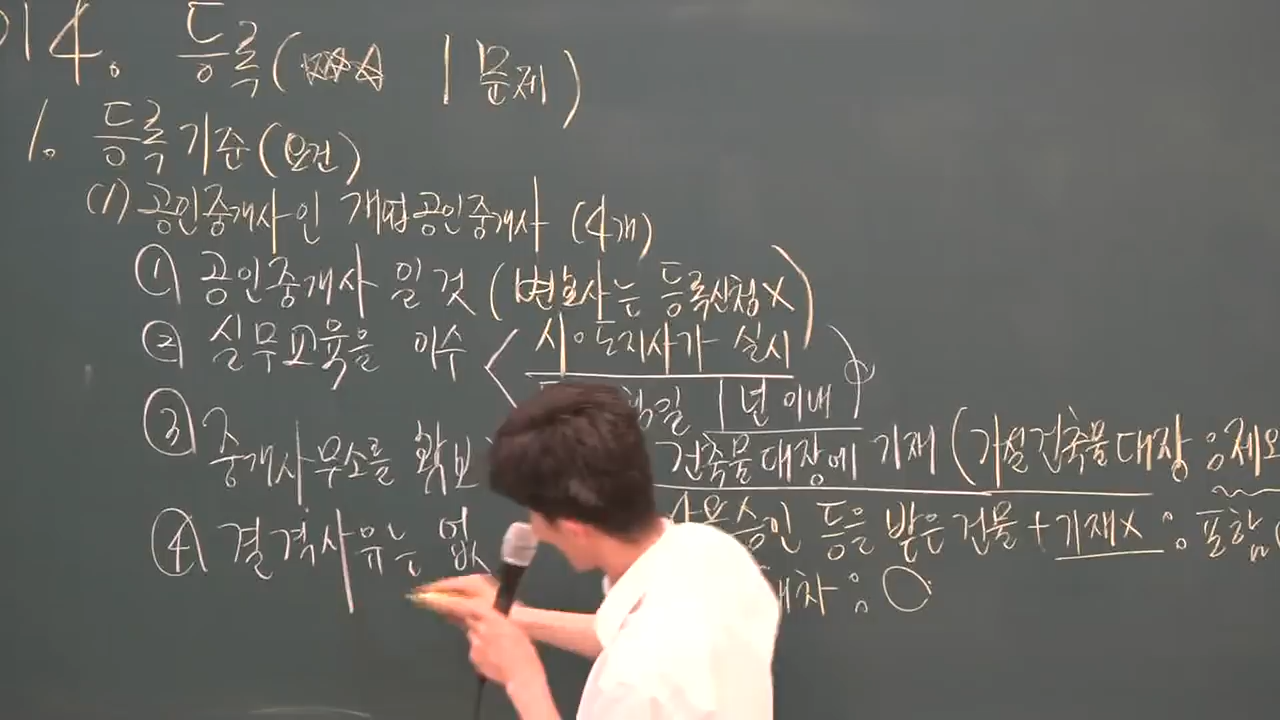 014. 등록(☆☆☆ 1문제)
1. 등록기준(요건)
(1) 공인중개사인 개업공인중개사 (4개)
① 공인중개사 일 것 (변호사는 등록신청X)
② 실무교육을 이수 < 시·도지사가 실시
1년 이내
③ 중개사무소를 확보 건축물대장에 기재 (가설건축물대장 : 제외
④ 결격사유는 없 사용승인 등을 받은 건물 + 기재X : 포함
대차 : ○